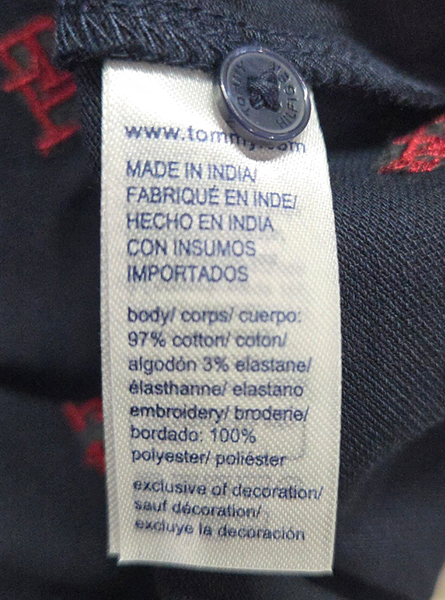 www.tommy.com
MADE IN INDIA/
FABRIQUÉ EN INDE/
HECHO EN INDIA
CON INSUMOS
IMPORTADOS
body/ corps/ cuerpo:
97% cotton/ coton/
algodón 3% elastane/
élasthanne/ elastano
embroidery/ broderie/
bordado: 100%
polyester/ poliéster
exclusive of decoration/
sauf décoration/
excluye la decoración